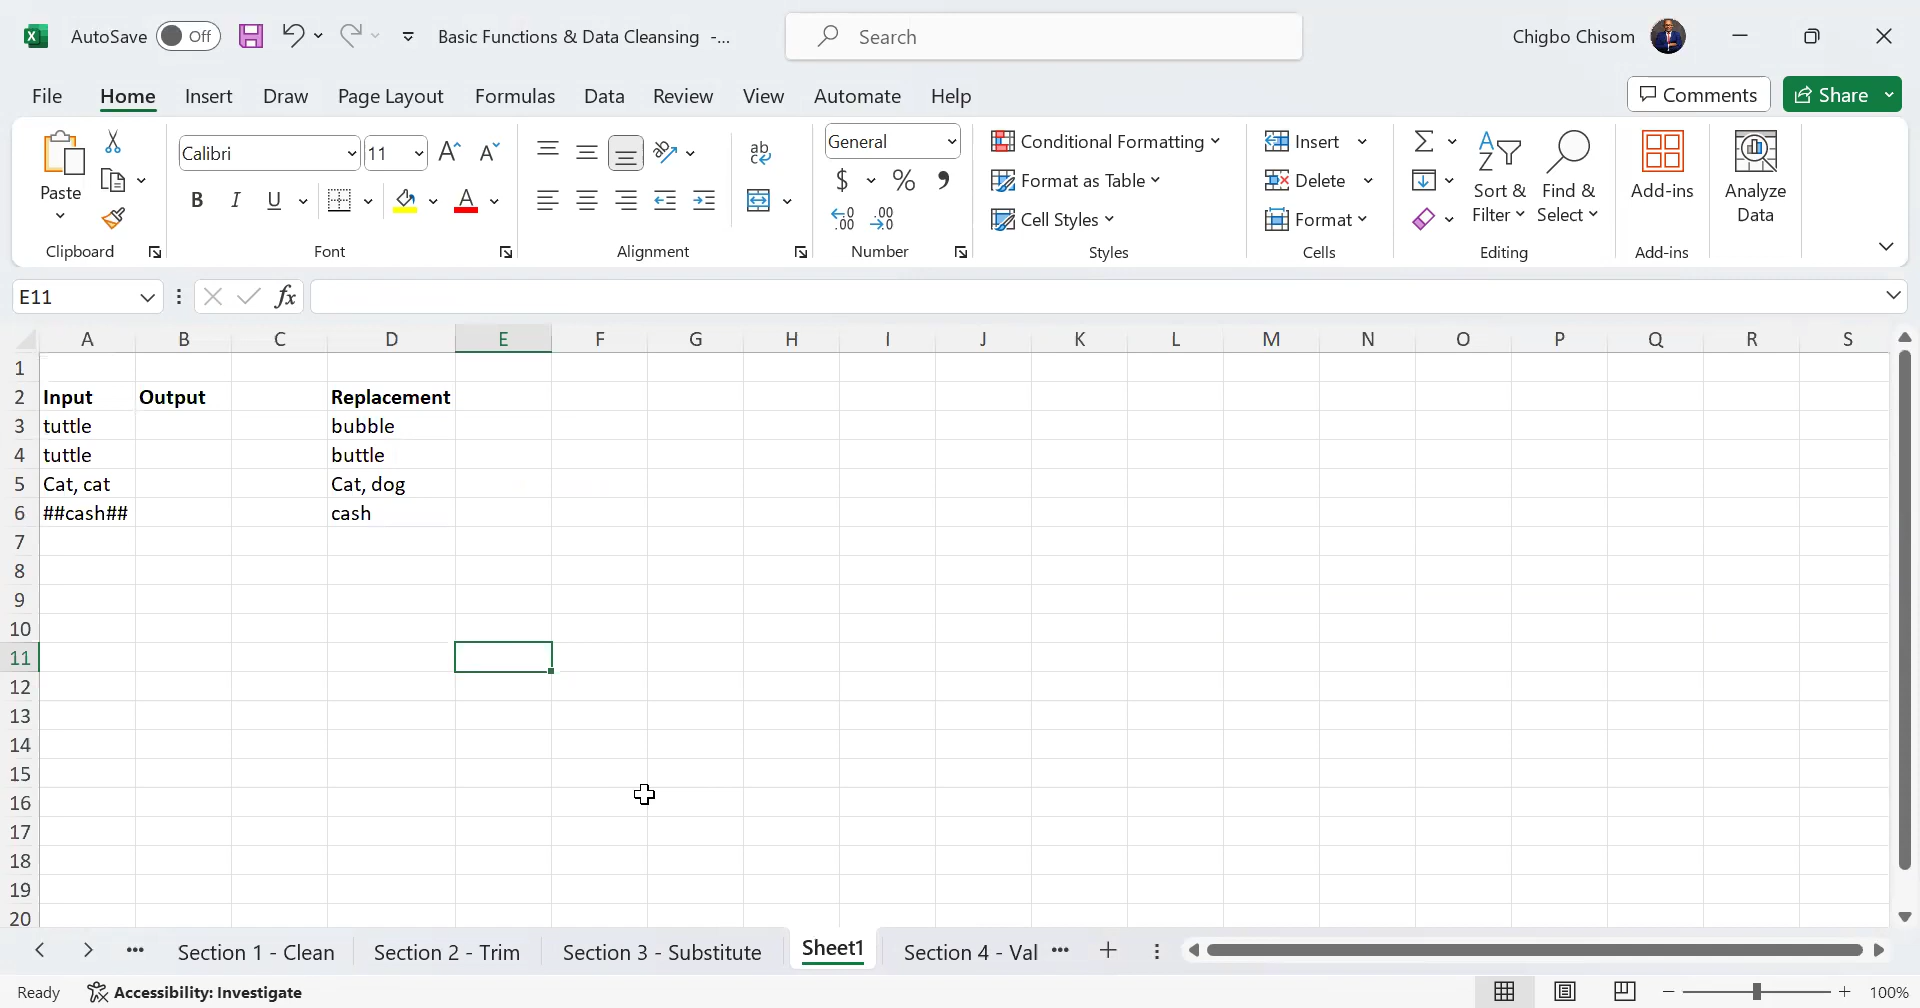 AutoSave Off Basic Functions & Data Cleansing -... Search Chigbo Chisom
File Home Insert Draw Page Layout Formulas Data Review View Automate Help Comments Share
Paste Calibri 11 General Conditional Formatting Format as Table Cell Styles Insert Delete Format Sort & Filter Find & Select Add-ins Analyze Data
Clipboard Font Alignment Number Styles Cells Editing Add-ins
E11 fx
A B C D E F G H I J K L M N O P Q R S
1
2 Input Output Replacement
3 tuttle bubble
4 tuttle buttle
5 Cat, cat Cat, dog
6 ##cash## cash
7
8
9
10
11
12
13
14
15
16
17
18
19
20
Section 1 - Clean Section 2 - Trim Section 3 - Substitute Sheet1 Section 4 - Val
Ready Accessibility: Investigate 100%